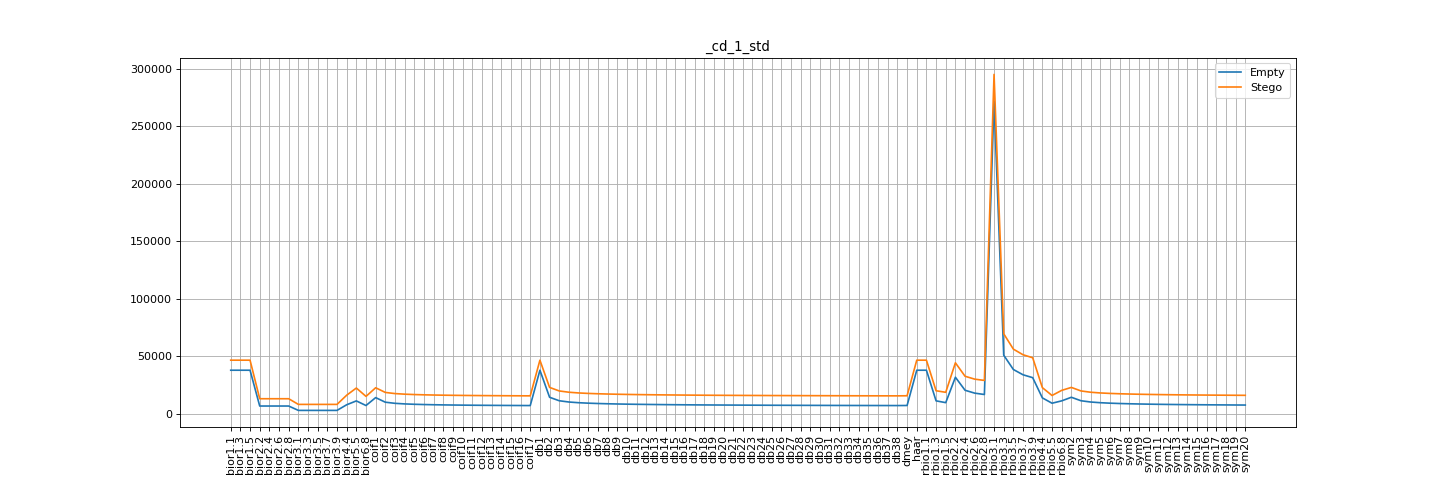 _cd_1_std
300000
250000
200000
150000
100000
50000
0
Empty
Stego
bior1.1
bior1.3
bior1.5
bior2.2
bior2.4
bior2.6
bior2.8
bior3.1
bior3.3
bior3.5
bior3.7
bior3.9
bior4.4
bior5.5
bior6.8
coif1
coif2
coif3
coif4
coif5
coif6
coif7
coif8
coif9
coif10
coif11
coif12
coif13
coif14
coif15
coif16
coif17
db1
db2
db3
db4
db5
db6
db7
db8
db9
db10
db11
db12
db13
db14
db15
db16
db17
db18
db19
db20
db21
db22
db23
db24
db25
db26
db27
db28
db29
db30
db31
db32
db33
db34
db35
db36
db37
db38
dmey
haar
rbio1.1
rbio1.3
rbio1.5
rbio2.2
rbio2.4
rbio2.6
rbio2.8
rbio3.1
rbio3.3
rbio3.5
rbio3.7
rbio3.9
rbio4.4
rbio5.5
rbio6.8
sym2
sym3
sym4
sym5
sym6
sym7
sym8
sym9
sym10
sym11
sym12
sym13
sym14
sym15
sym16
sym17
sym18
sym19
sym20